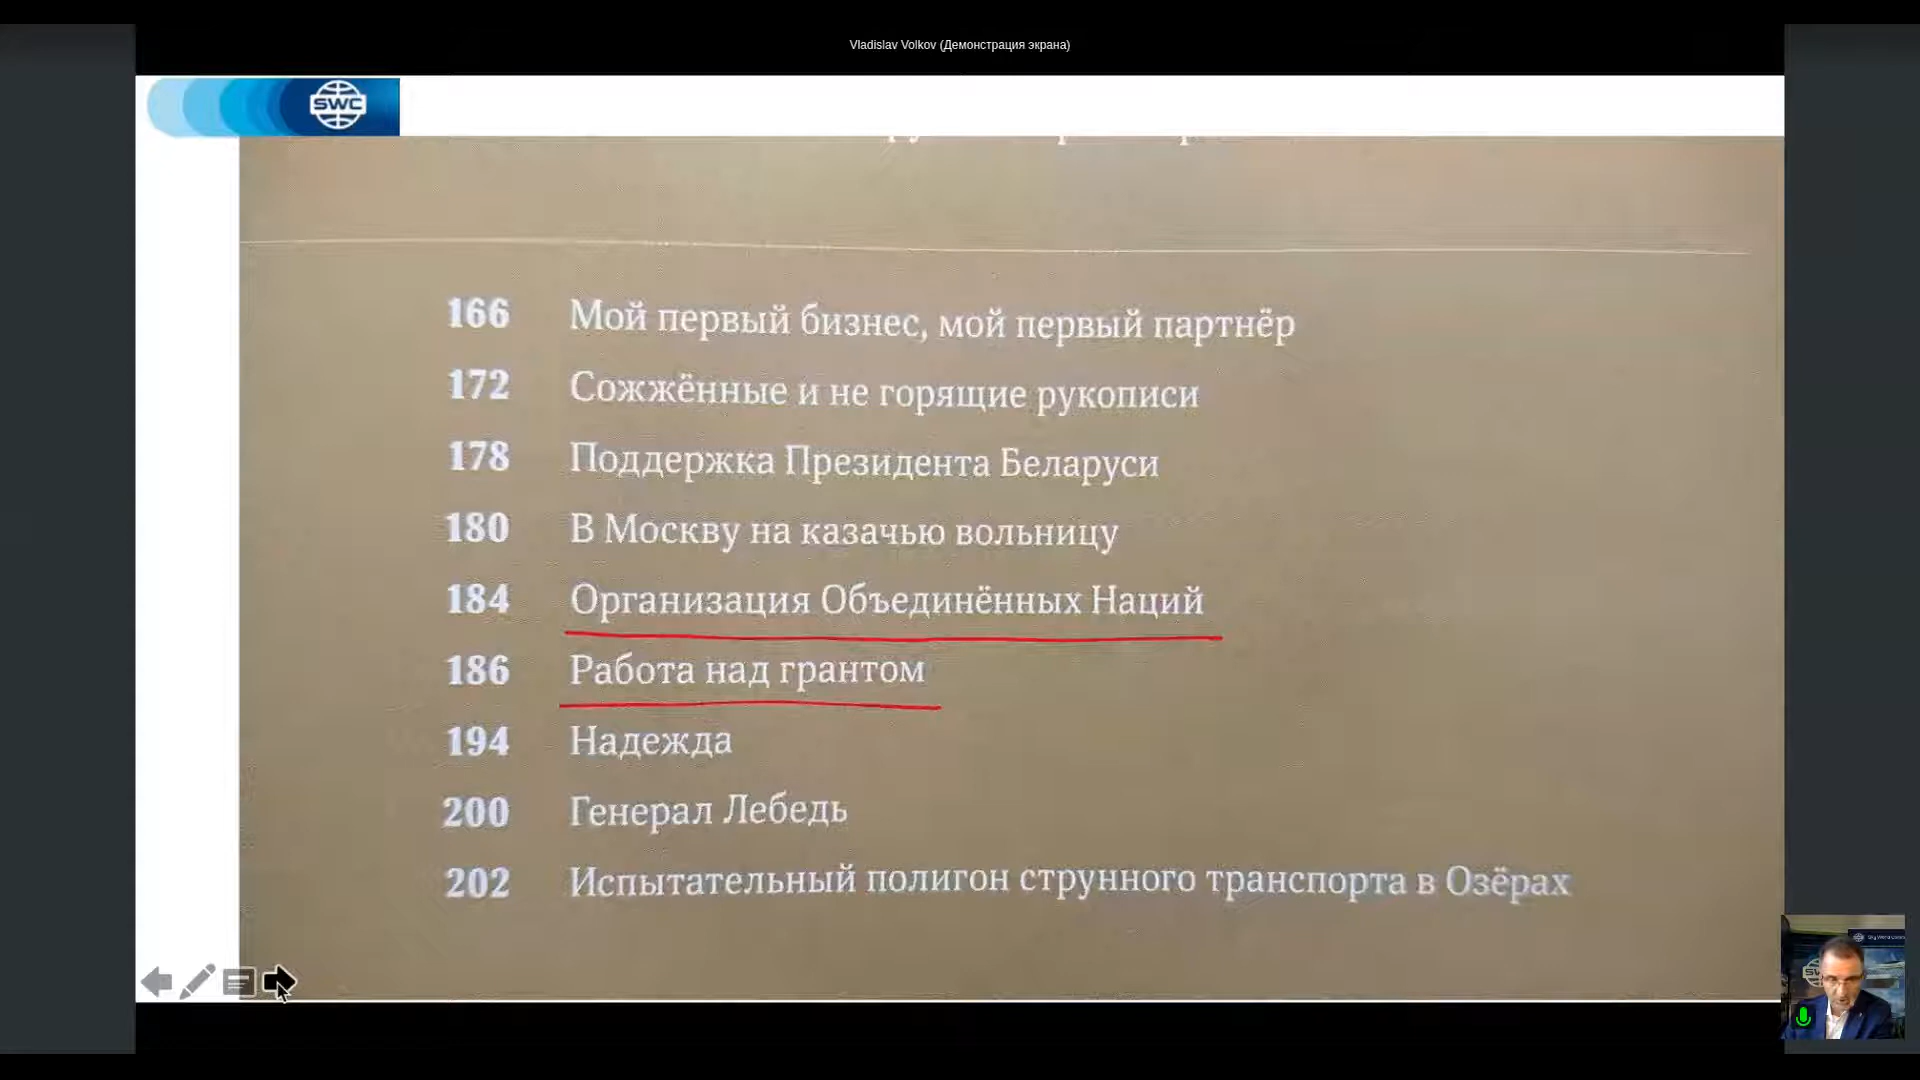 Vladislav Volkov (Демонстрация экрана)
SWC
166 Мой первый бизнес, мой первый партнёр
172 Сожжённые и не горящие рукописи
178 Поддержка Президента Беларуси
180 В Москву на казачью вольницу
184 Организация Объединённых Наций
186 Работа над грантом
194 Надежда
200 Генерал Лебедь
202 Испытательный полигон струнного транспорта в Озёрах